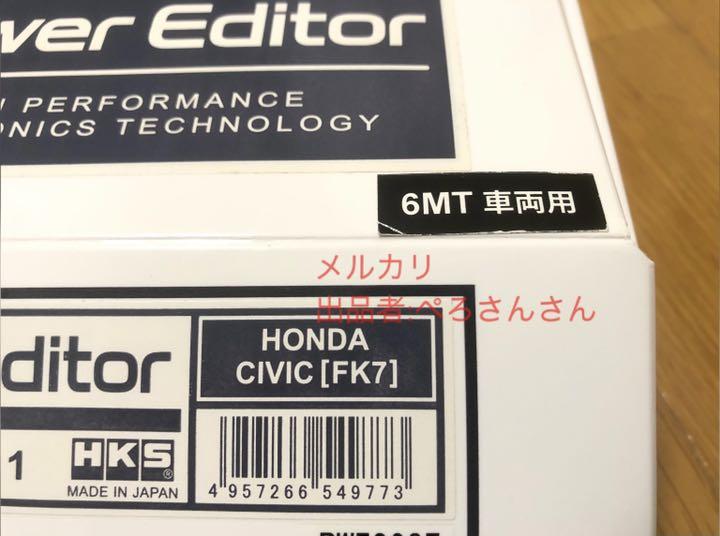 wer Editor
PERFORMANCE
ONICS TECHNOLOGY
6MT 車両用
メルカリ
出品者:ぺろさんさん
ditor
HONDA
CIVIC [FK7]
1
HKS
MADE IN JAPAN
4 957266 549773